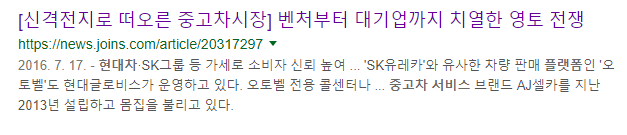 [신격전지로 떠오른 중고차시장] 벤처부터 대기업까지 치열한 영토 전쟁
https://news.joins.com/article/20317297 ▼
2016. 7. 17. - 현대차·SK그룹 등 가세로 소비자 신뢰 높여 ... 'SK유레카'와 유사한 차량 판매 플랫폼인 '오
토벨'도 현대글로비스가 운영하고 있다. 오토벨 전용 콜센터나 ... 중고차 서비스 브랜드 AJ셀카를 지난
2013년 설립하고 몸집을 불리고 있다.